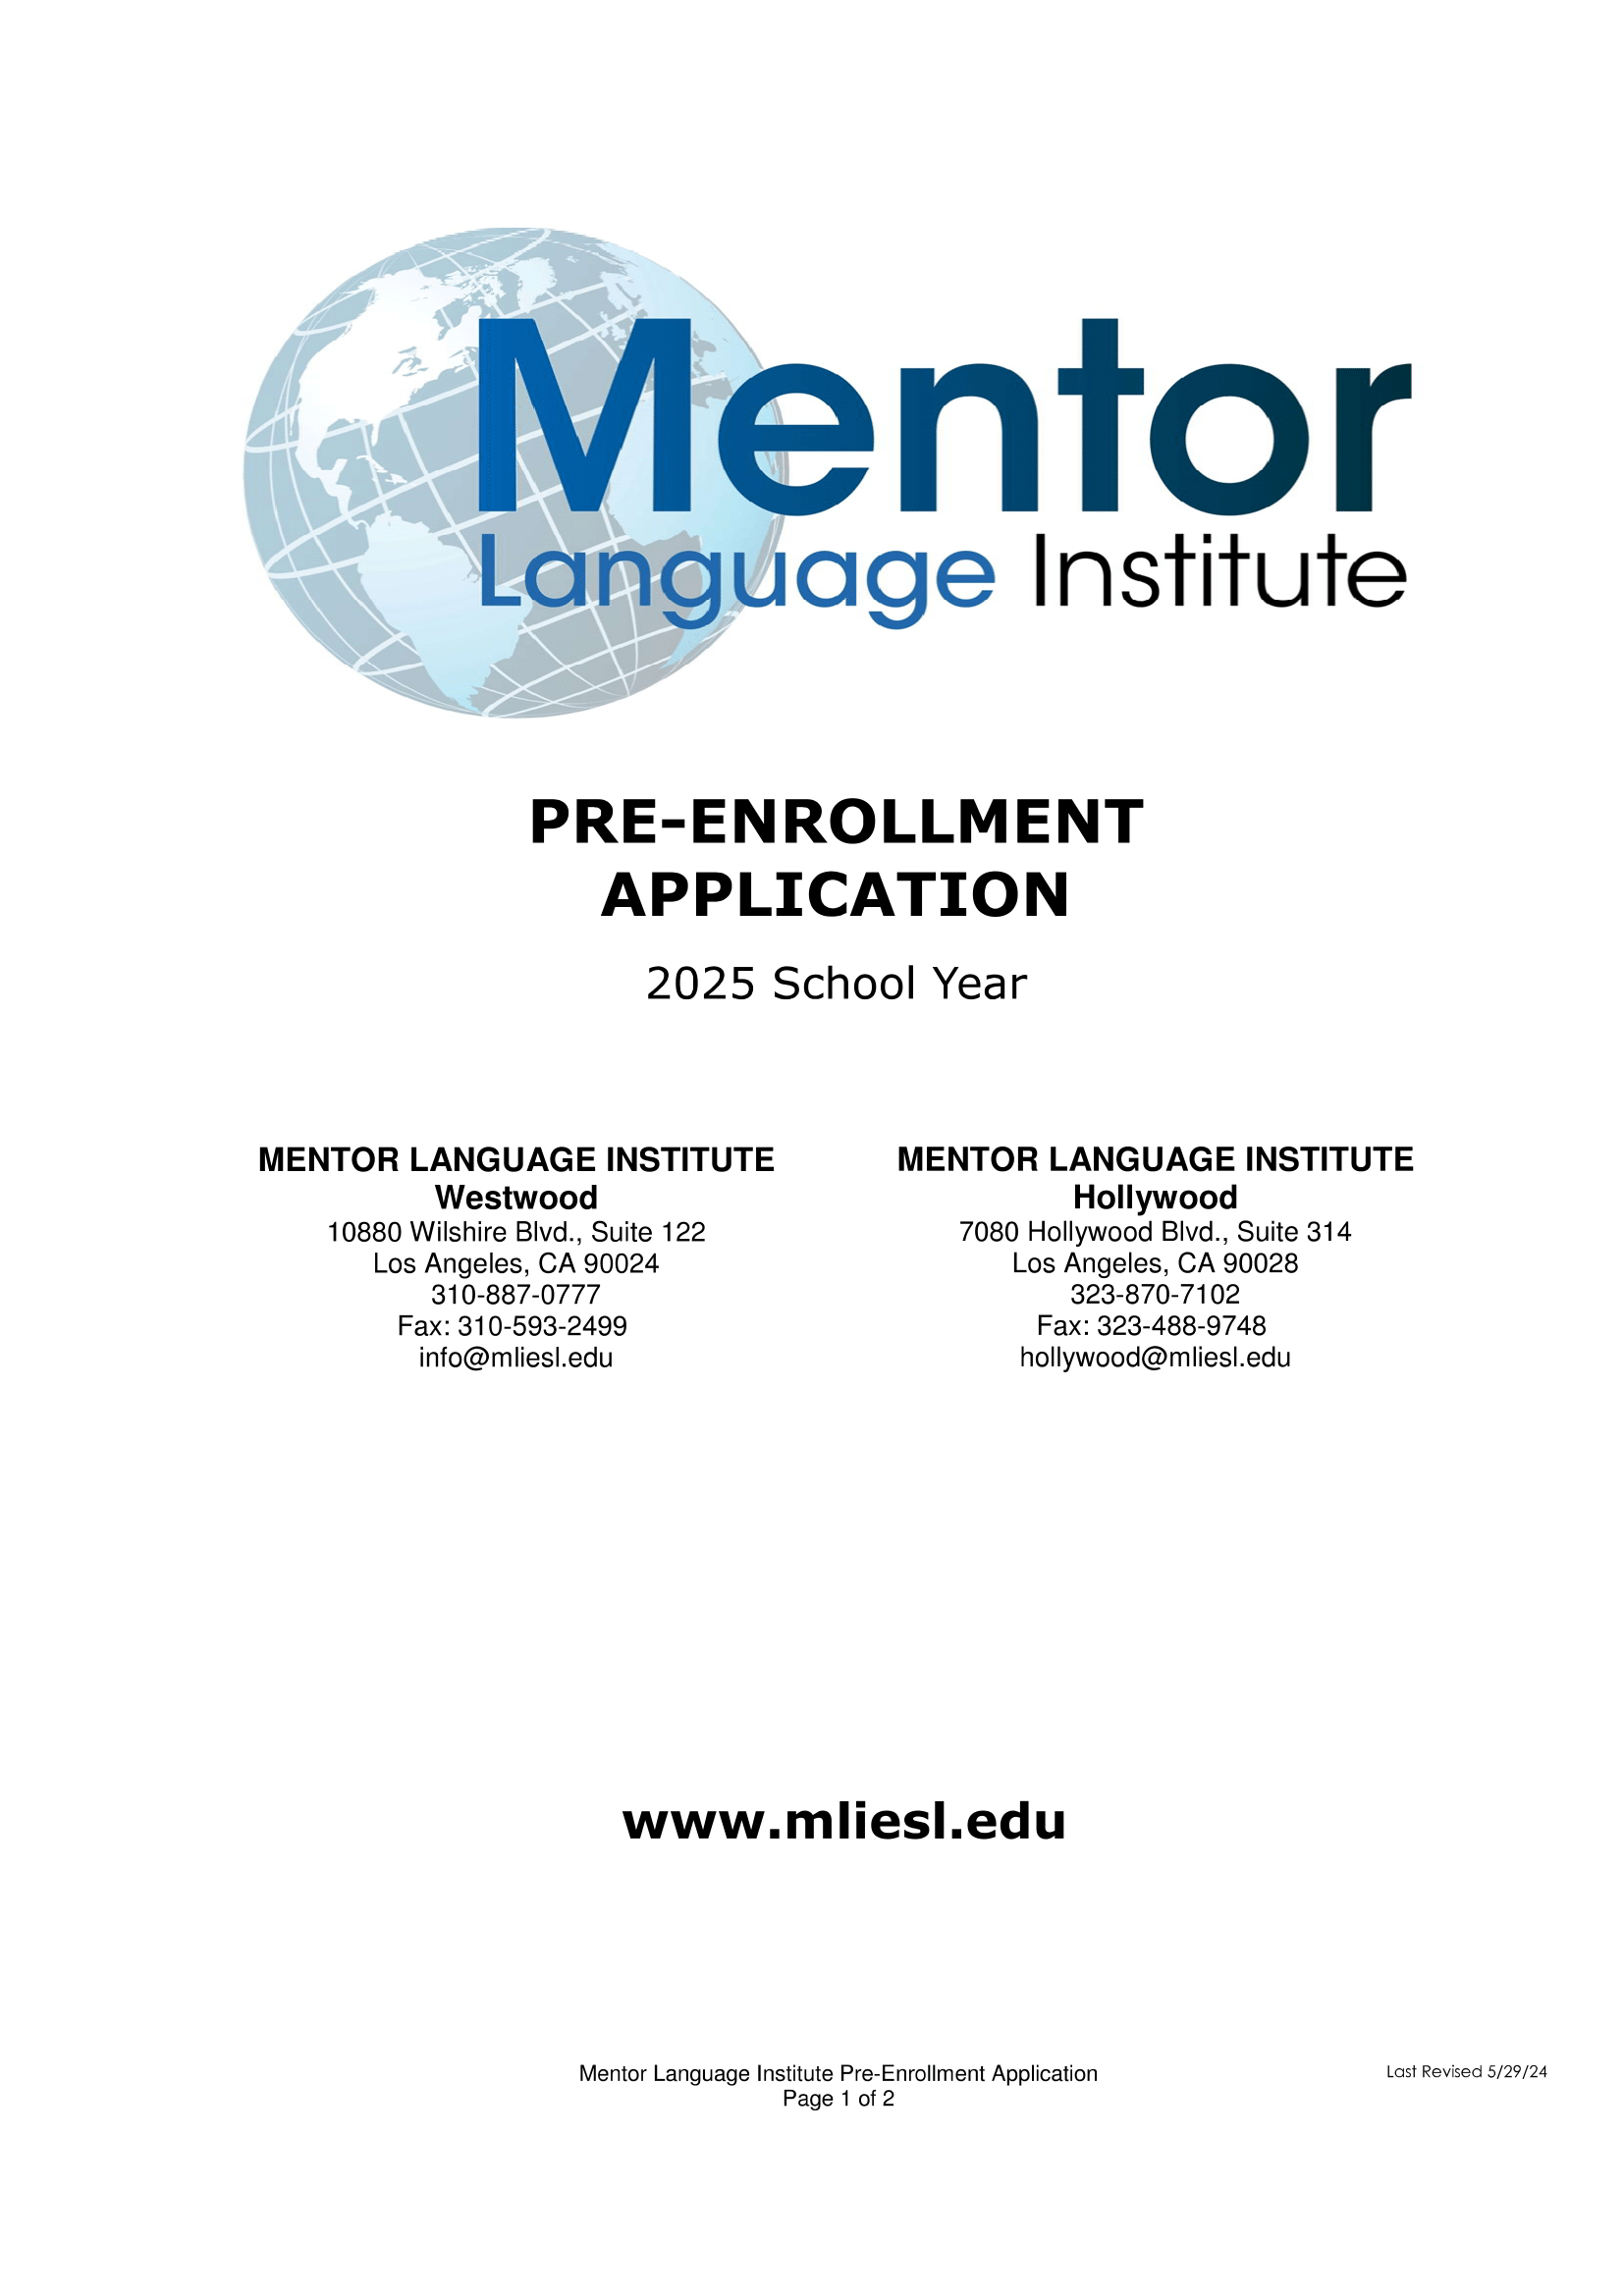 Mentor
Language Institute
PRE-ENROLLMENT
APPLICATION
2025 School Year
MENTOR LANGUAGE INSTITUTE
Westwood
10880 Wilshire Blvd., Suite 122
Los Angeles, CA 90024
310-887-0777
Fax: 310-593-2499
info@mliesl.edu
MENTOR LANGUAGE INSTITUTE
Hollywood
7080 Hollywood Blvd., Suite 314
Los Angeles, CA 90028
323-870-7102
Fax: 323-488-9748
hollywood@mliesl.edu
www.mliesl.edu
Mentor Language Institute Pre-Enrollment Application
Page 1 of 2
Last Revised 5/29/24